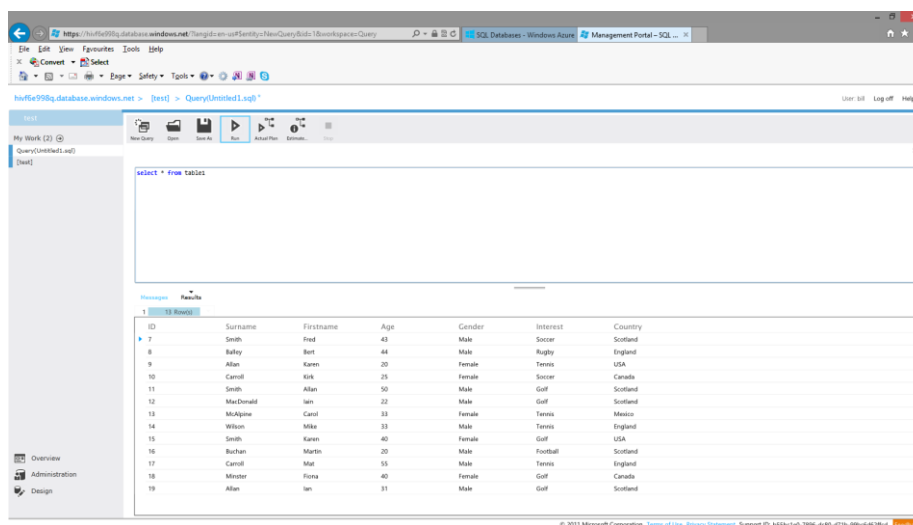 https://hivf6e998q.database.windows.net/?langid=en-us#$entity=NewQuery&id=1&workspace=Query
SQL Databases - Windows Azure
Management Portal – SQL ...
File Edit View Favourites Tools Help
Convert Select
Page Safety Tools
hivf6e998q.database.windows.net > [test] > Query(Untitled1.sql) *
User: bill Log off Help
test
My Work (2)
Query(Untitled1.sql)
[test]
New Query Open Save As Run Actual Plan Estimate.. Stop
select * from table1
Messages Results
1 13 Row(s)
ID Surname Firstname Age Gender Interest Country
7 Smith Fred 43 Male Soccer Scotland
8 Balley Bert 44 Male Rugby England
9 Allan Karen 20 Female Tennis USA
10 Carroll Kirk 25 Female Soccer Canada
11 Smith Allan 50 Male Golf Scotland
12 MacDonald Iain 22 Male Golf Scotland
13 McAlpine Carol 33 Female Tennis Mexico
14 Wilson Mike 33 Male Tennis England
15 Smith Karen 40 Female Golf USA
16 Buchan Martin 20 Male Football Scotland
17 Carroll Mat 55 Male Tennis England
18 Minster Fiona 40 Female Golf Canada
19 Allan Ian 31 Male Golf Scotland
Overview
Administration
Design
Microsoft Corporation Terms of Use Privacy Statement Support ID: